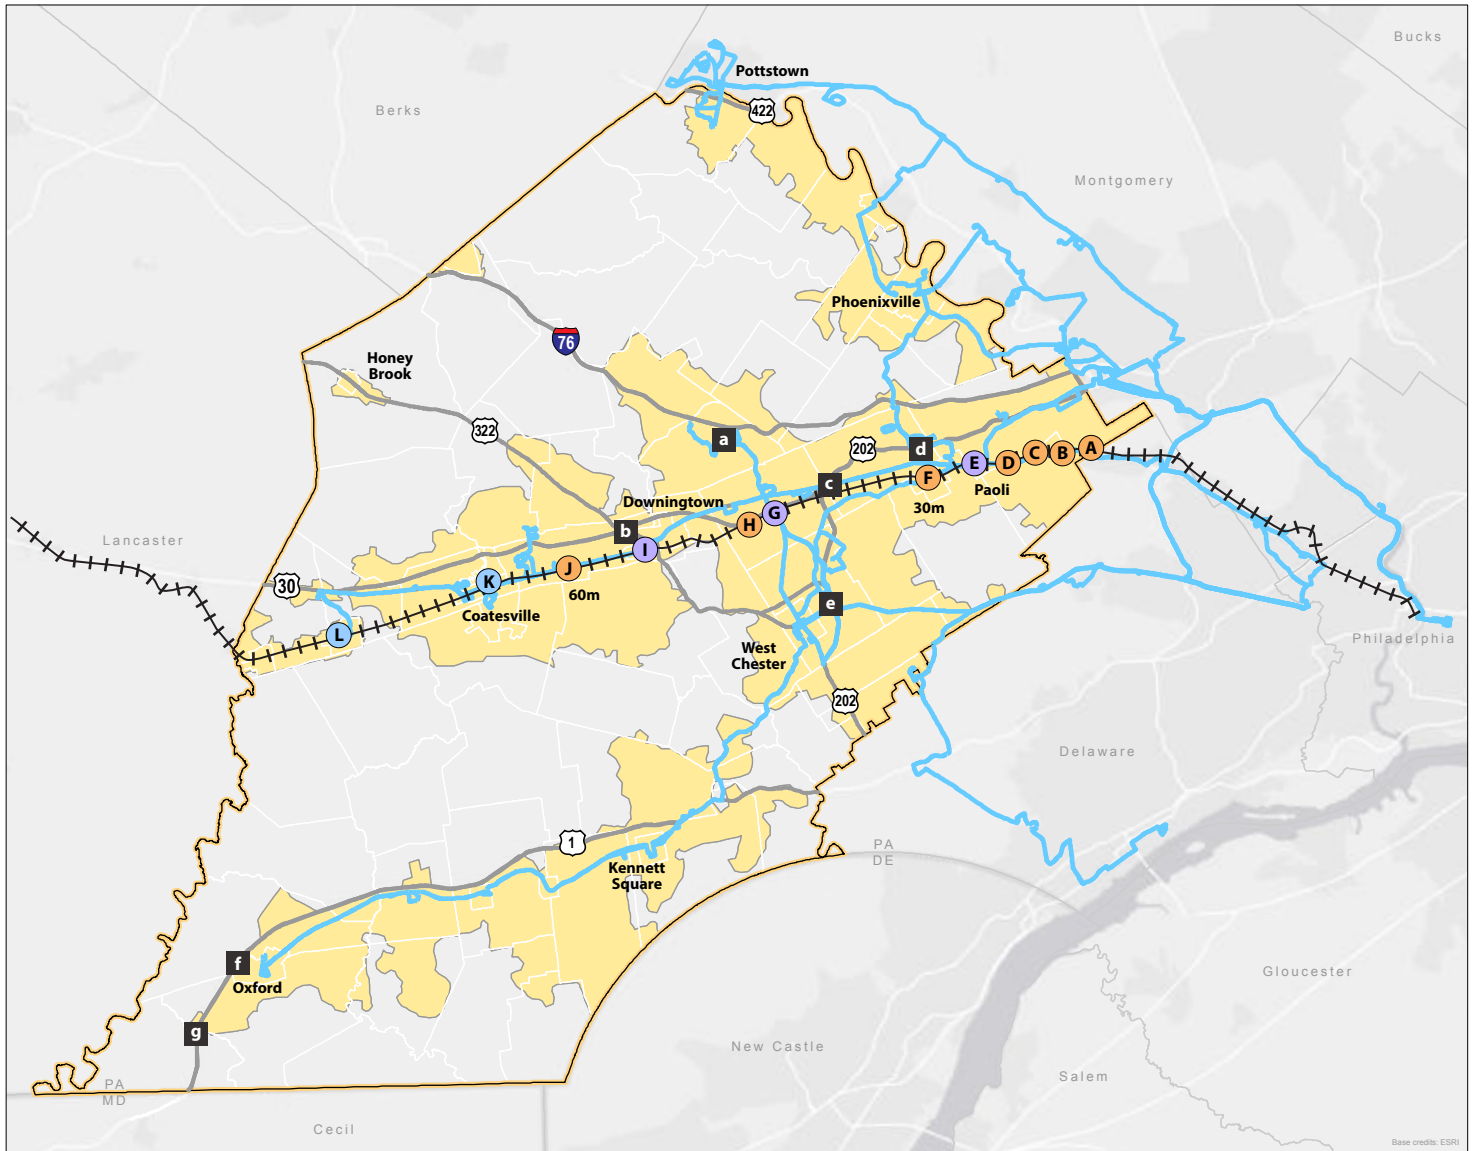 Bucks
Pottstown
Berks
422
Montgomery
Phoenixville
76
Honey
Brook
322
a
202
d
A
B
C
D
E
F
Paoli
30m
c
Downingtown
G
H
b
I
Lancaster
J
60m
K
30
Coatesville
e
L
West
Chester
Philadelphia
202
Delaware
1
PA
DE
Kennett
Square
f
Oxford
Gloucester
g
New Castle
Salem
PA
MD
Cecil
Base credits: ESRI